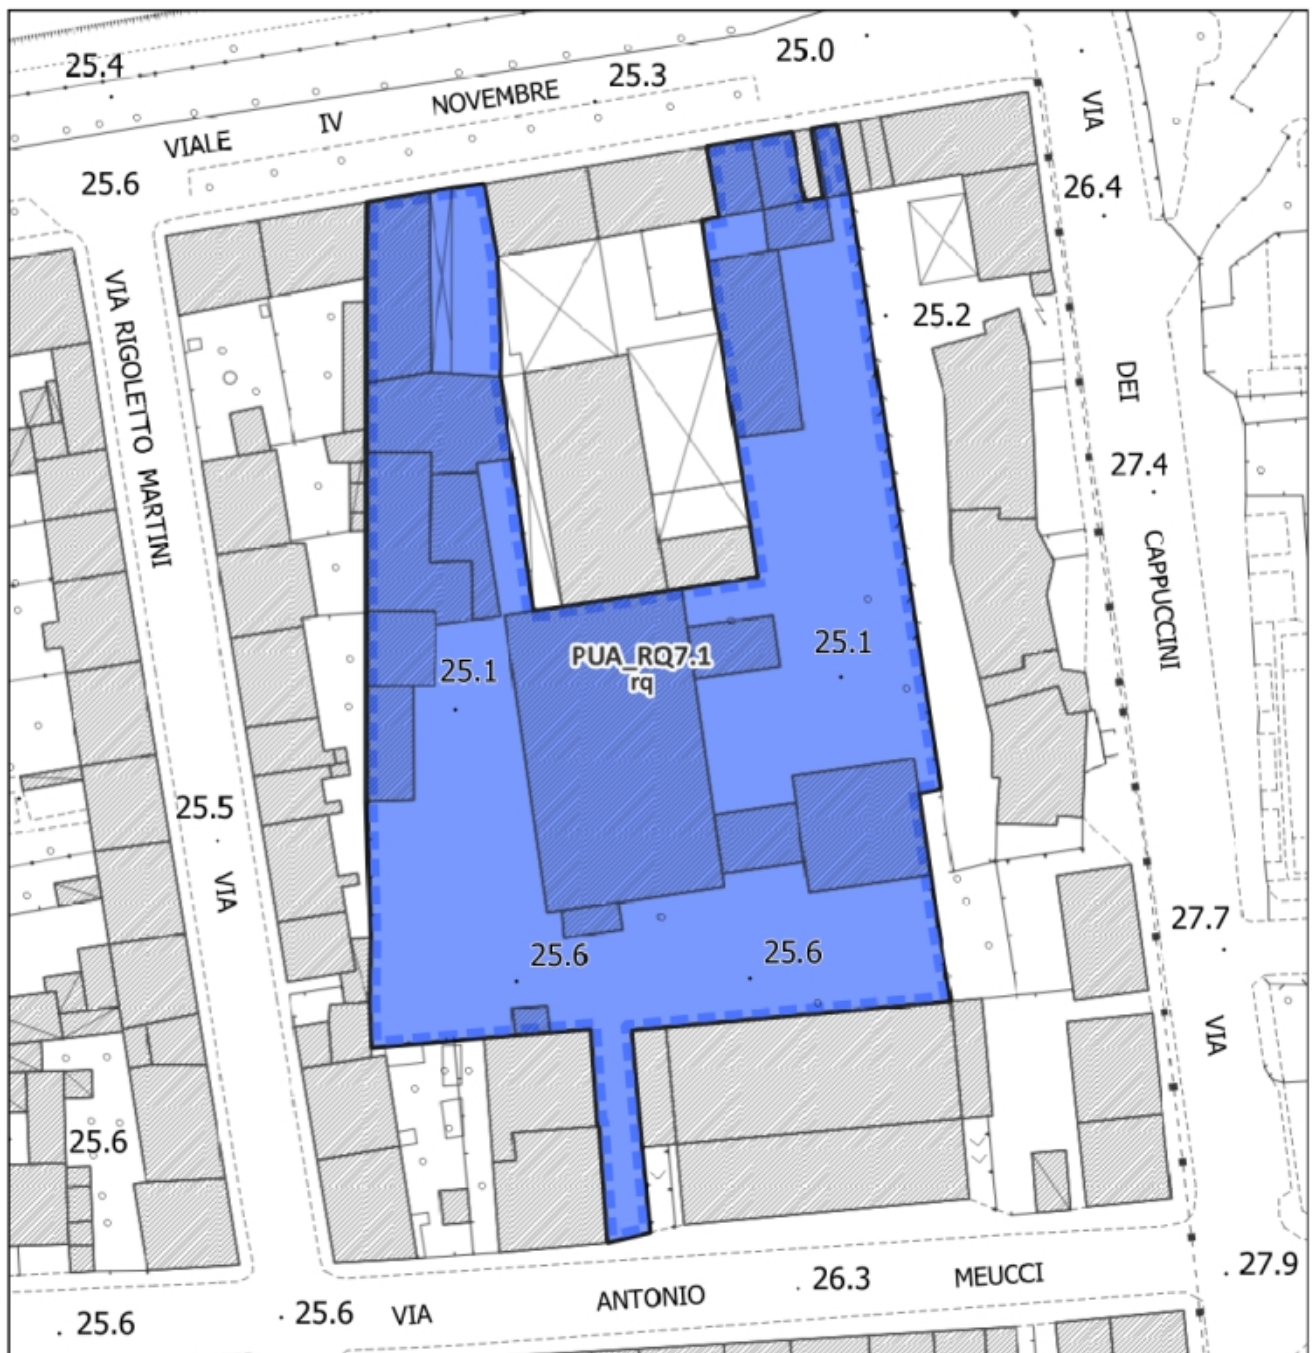 25.4
25.0
25.3
VIALE IV NOVEMBRE
VIA
25.6
26.4
25.2
VIA RIGOLETTO MARTINI
DEI
27.4
CAPPUCCINI
25.1
PUA_RQ7.1
rq
25.1
25.5
VIA
27.7
25.6
25.6
VIA
25.6
27.9
26.3
MEUCCI
ANTONIO
VIA
25.6
25.6